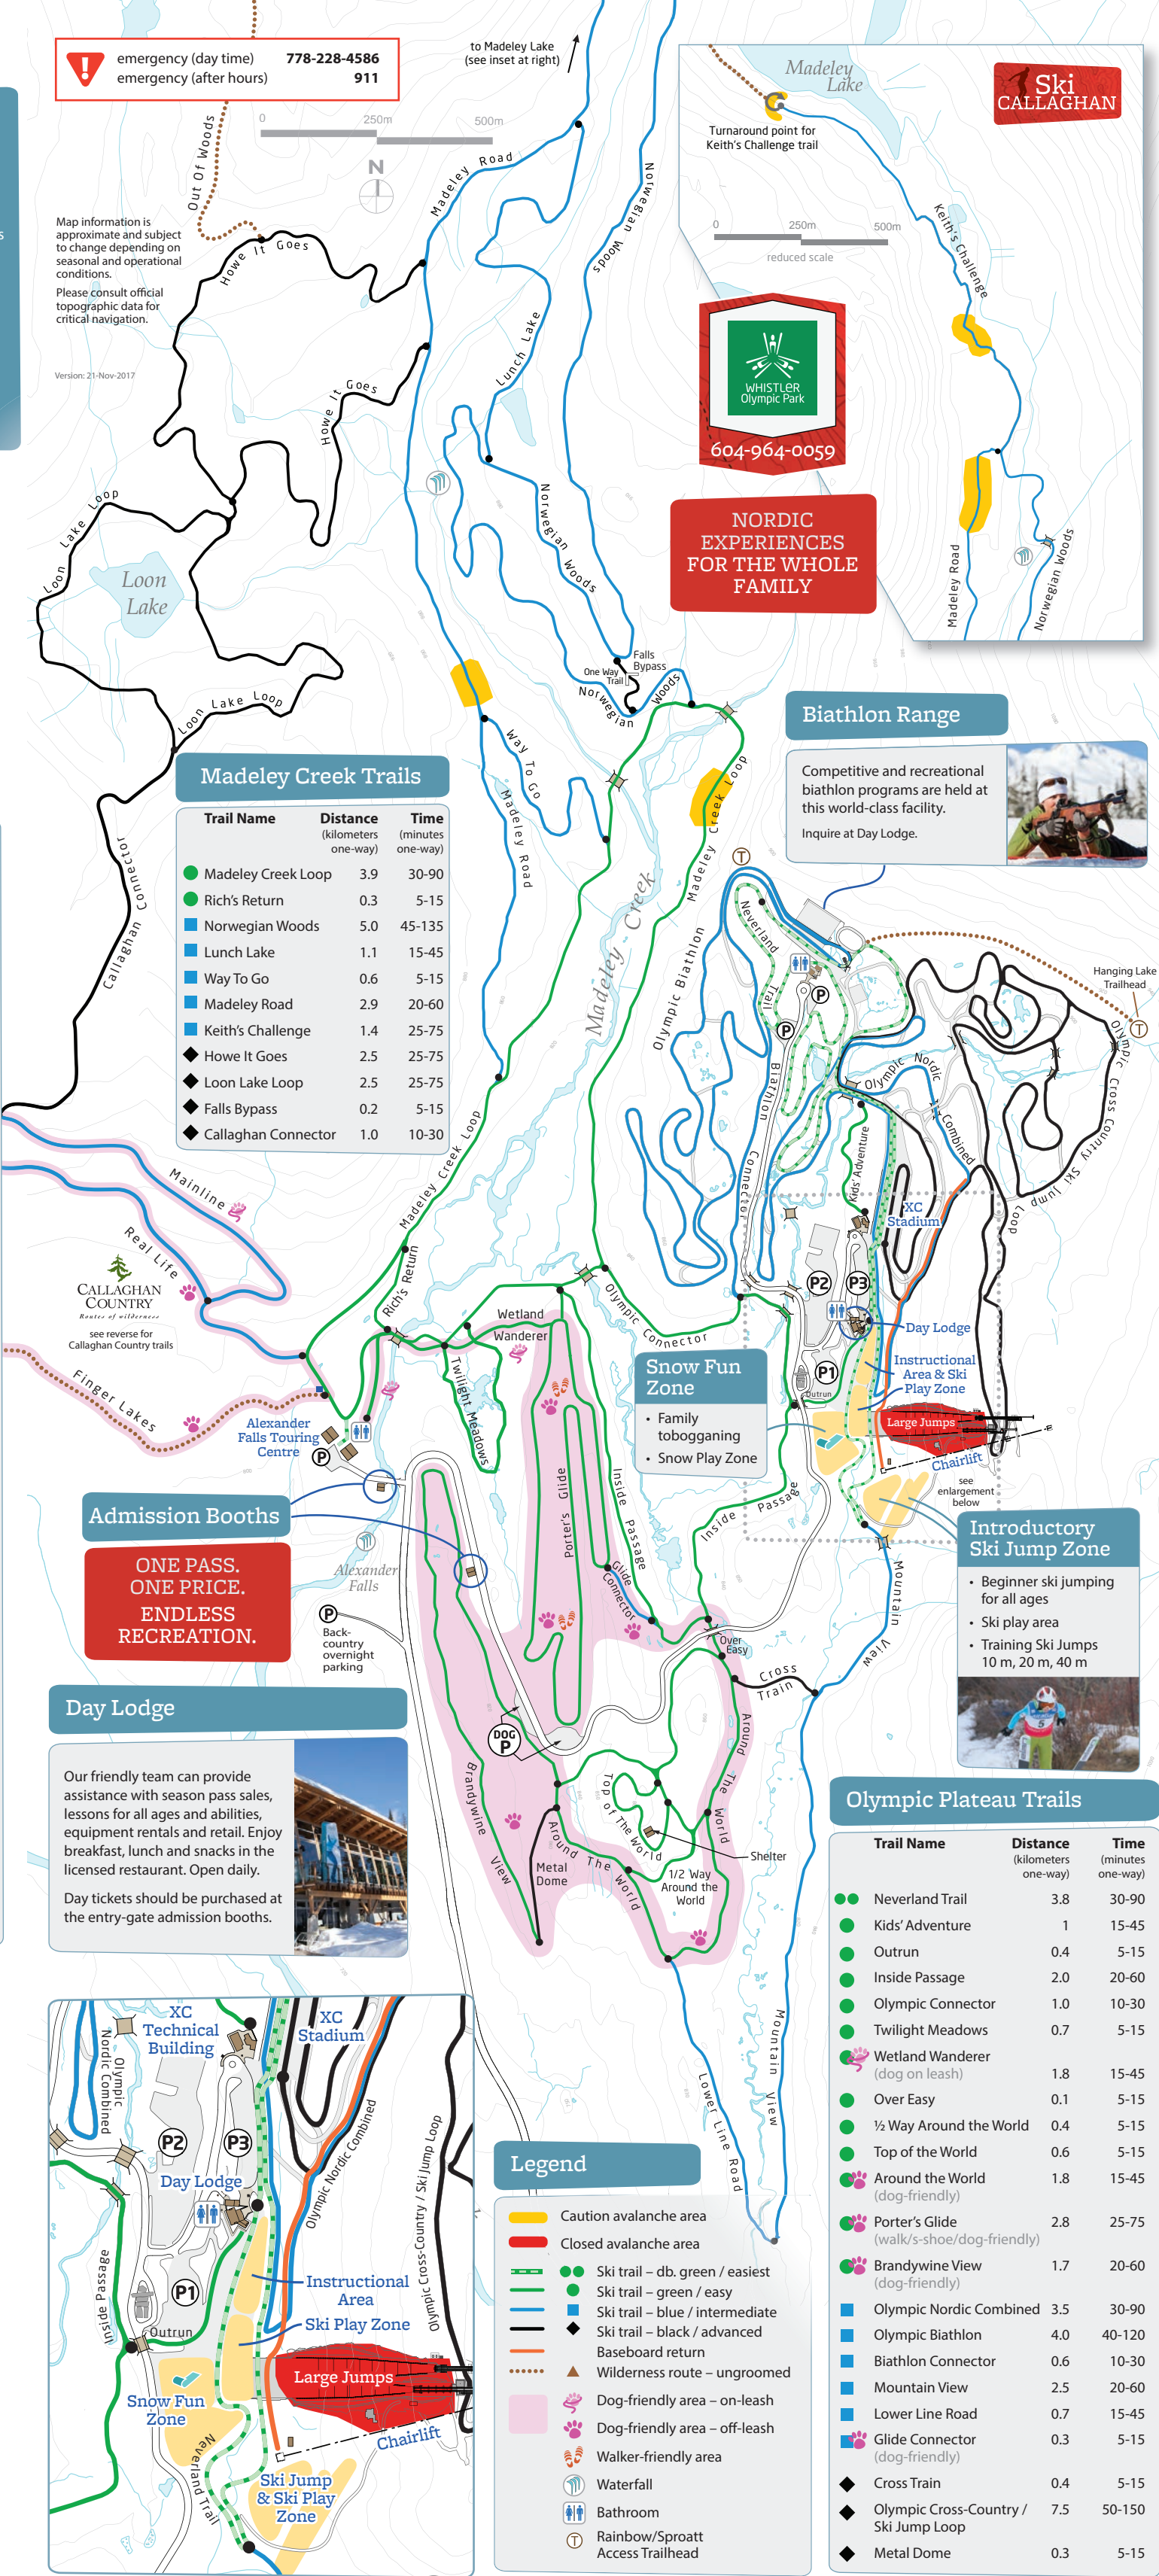 emergency (day time) 778-228-4586
emergency (after hours) 911
to Madeley Lake
(see inset at right)
0 250m 500m
N
Out Of Woods
Map information is
approximate and subject
to change depending on
seasonal and operational
conditions.
Please consult official
topographic data for
critical navigation.
Version: 21-Nov-2017
Madeley Road
Norwegian Woods
Howe It Goes
Howe It Goes
Lunch Lake
Madeley
Lake
Ski
CALLAGHAN
Turnaround point for
Keith's Challenge trail
0 250m 500m
reduced scale
Keith's Challenge
WHISTLER
Olympic Park
604-964-0059
Madeley Road
Norwegian Woods
NORDIC
EXPERIENCES
FOR THE WHOLE
FAMILY
Loon Lake Loop
Loon
Lake
Loon Lake Loop
Norwegian Woods
Falls
Bypass
One Way
Trail
Norwegian Woods
Way To Go
Madeley Road
Callaghan Connector
Madeley Creek Loop
Madeley Creek
Biathlon Range
Competitive and recreational
biathlon programs are held at
this world-class facility.
Inquire at Day Lodge.
Madeley Creek Trails
Trail Name Distance Time
(kilometers (minutes
one-way) one-way)
Madeley Creek Loop 3.9 30-90
Rich's Return 0.3 5-15
Norwegian Woods 5.0 45-135
Lunch Lake 1.1 15-45
Way To Go 0.6 5-15
Madeley Road 2.9 20-60
Keith's Challenge 1.4 25-75
Howe It Goes 2.5 25-75
Loon Lake Loop 2.5 25-75
Falls Bypass 0.2 5-15
Callaghan Connector 1.0 10-30
T
Neverland Trail
Olympic Biathlon
P
P
Biathlon Connector
Hanging Lake
Trailhead
T
Olympic Cross Country Ski Jump Loop
Olympic Nordic Combined
Kids' Adventure
XC
Stadium
P2
P3
Day Lodge
Instructional
Area & Ski
Play Zone
P1
Outrun
Large Jumps
Chairlift
see
enlargement
below
Mainline
Real Life
CALLAGHAN
COUNTRY
Routes of wilderness
see reverse for
Callaghan Country trails
Finger Lakes
Madeley Creek Loop
Rich's Return
Wetland
Wanderer
Olympic Connector
Twilight Meadows
Alexander
Falls Touring
Centre
P
Snow Fun
Zone
• Family
tobogganing
• Snow Play Zone
Porter's Glide
Inside Passage
Inside Passage
Glide
Connector
Admission Booths
ONE PASS.
ONE PRICE.
ENDLESS
RECREATION.
Alexander
Falls
P
Back-
country
overnight
parking
Introductory
Ski Jump Zone
• Beginner ski jumping
for all ages
• Ski play area
• Training Ski Jumps
10 m, 20 m, 40 m
Mountain View
Over
Easy
Cross
Train
DOG
P
Brandywine View
Around The World
Top of The World
Around The World
Metal
Dome
1/2 Way
Around the
World
Shelter
Day Lodge
Our friendly team can provide
assistance with season pass sales,
lessons for all ages and abilities,
equipment rentals and retail. Enjoy
breakfast, lunch and snacks in the
licensed restaurant. Open daily.
Day tickets should be purchased at
the entry-gate admission booths.
Mountain View
Lower Line Road
Olympic Plateau Trails
Trail Name Distance Time
(kilometers (minutes
one-way) one-way)
Neverland Trail 3.8 30-90
Kids' Adventure 1 15-45
Outrun 0.4 5-15
Inside Passage 2.0 20-60
Olympic Connector 1.0 10-30
Twilight Meadows 0.7 5-15
Wetland Wanderer
(dog on leash) 1.8 15-45
Over Easy 0.1 5-15
½ Way Around the World 0.4 5-15
Top of the World 0.6 5-15
Around the World 1.8 15-45
(dog-friendly)
Porter's Glide 2.8 25-75
(walk/s-shoe/dog-friendly)
Brandywine View 1.7 20-60
(dog-friendly)
Olympic Nordic Combined 3.5 30-90
Olympic Biathlon 4.0 40-120
Biathlon Connector 0.6 10-30
Mountain View 2.5 20-60
Lower Line Road 0.7 15-45
Glide Connector 0.3 5-15
(dog-friendly)
Cross Train 0.4 5-15
Olympic Cross-Country / 7.5 50-150
Ski Jump Loop
Metal Dome 0.3 5-15
XC
Technical
Building
XC
Stadium
Olympic
Nordic Combined
P2
P3
Day Lodge
Olympic Nordic Combined
Olympic Cross-Country / Ski Jump Loop
Inside Passage
P1
Instructional
Area
Ski Play Zone
Outrun
Large Jumps
Snow Fun
Zone
Chairlift
Neverland Trail
Ski Jump
& Ski Play
Zone
Legend
Caution avalanche area
Closed avalanche area
Ski trail – db. green / easiest
Ski trail – green / easy
Ski trail – blue / intermediate
Ski trail – black / advanced
Baseboard return
Wilderness route – ungroomed
Dog-friendly area – on-leash
Dog-friendly area – off-leash
Walker-friendly area
Waterfall
Bathroom
T
Rainbow/Sproatt
Access Trailhead